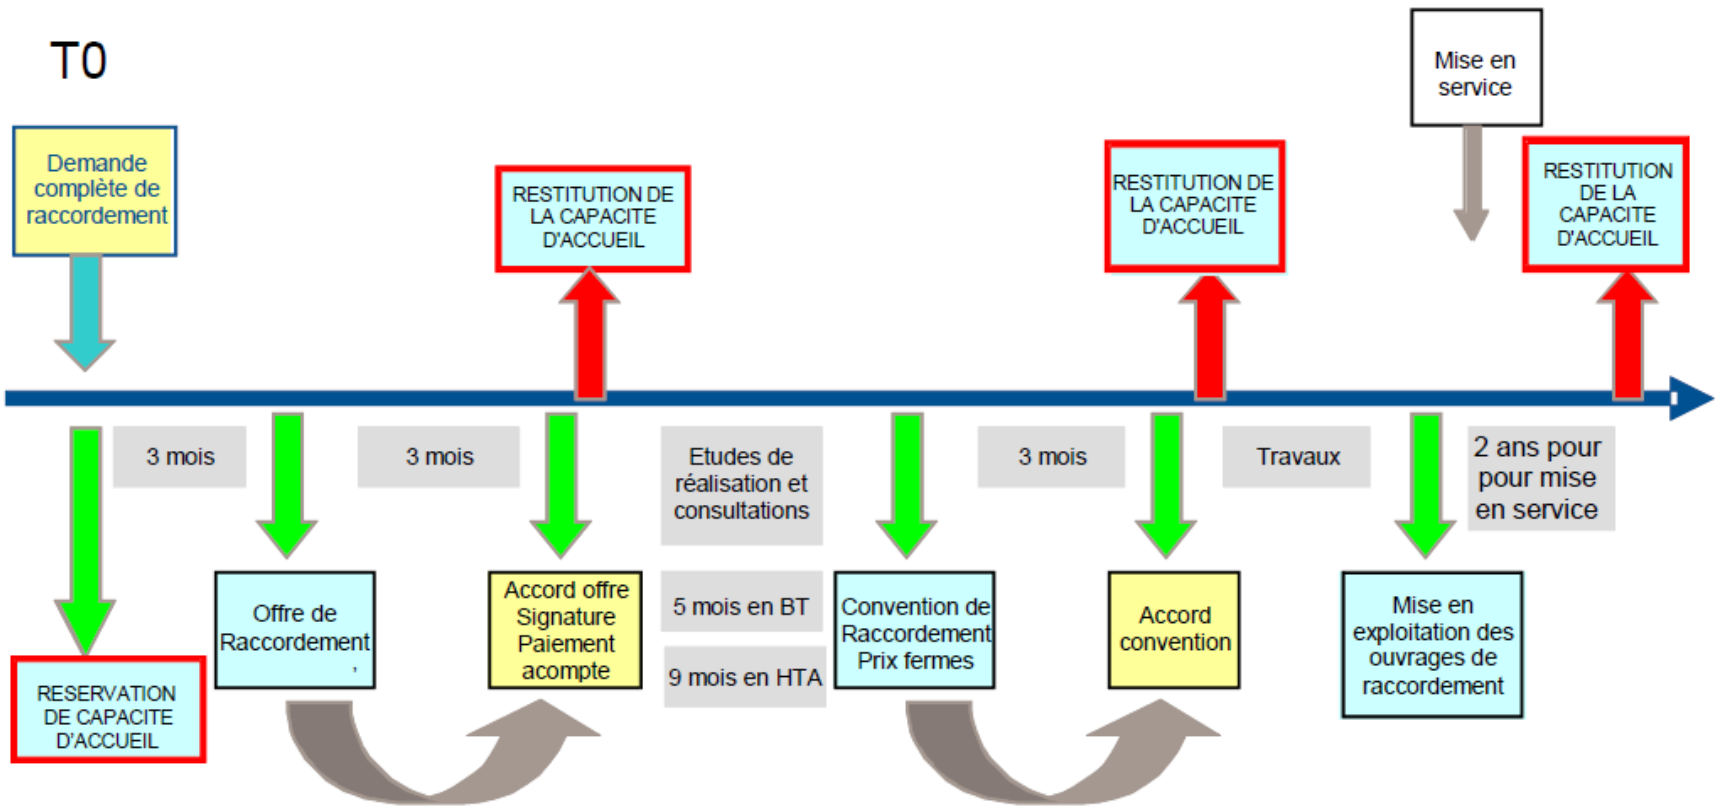 T0
Demande
complète de
raccordement
RESTITUTION DE
LA CAPACITE
D'ACCUEIL
RESTITUTION DE
LA CAPACITE
D'ACCUEIL
Mise en
service
RESTITUTION
DE LA
CAPACITE
D'ACCUEIL
3 mois
3 mois
Etudes de
réalisation et
consultations
3 mois
Travaux
2 ans pour
pour mise
en service
RESERVATION
DE CAPACITE
D'ACCUEIL
Offre de
Raccordement
,
Accord offre
Signature
Paiement
acompte
5 mois en BT
9 mois en HTA
Convention de
Raccordement
Prix fermes
Accord
convention
Mise en
exploitation des
ouvrages de
raccordement